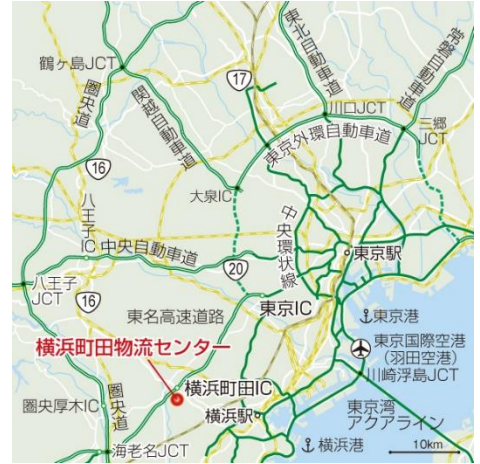 鶴ヶ島JCT
圏央道
関越自動車道
17
東北自動車道
常磐自動車道
川口JCT
三郷
JCT
東京外環自動車道
16
大泉IC
八王子
IC
中央自動車道
中央環状線
東京駅
20
八王子
JCT
16
東名高速道路
東京IC
東京港
東京国際空港
(羽田空港)
川崎浮島JCT
横浜町田物流センター
横浜町田IC
圏央厚木IC
圏央道
横浜駅
東京湾
アクアライン
海老名JCT
横浜港
10km